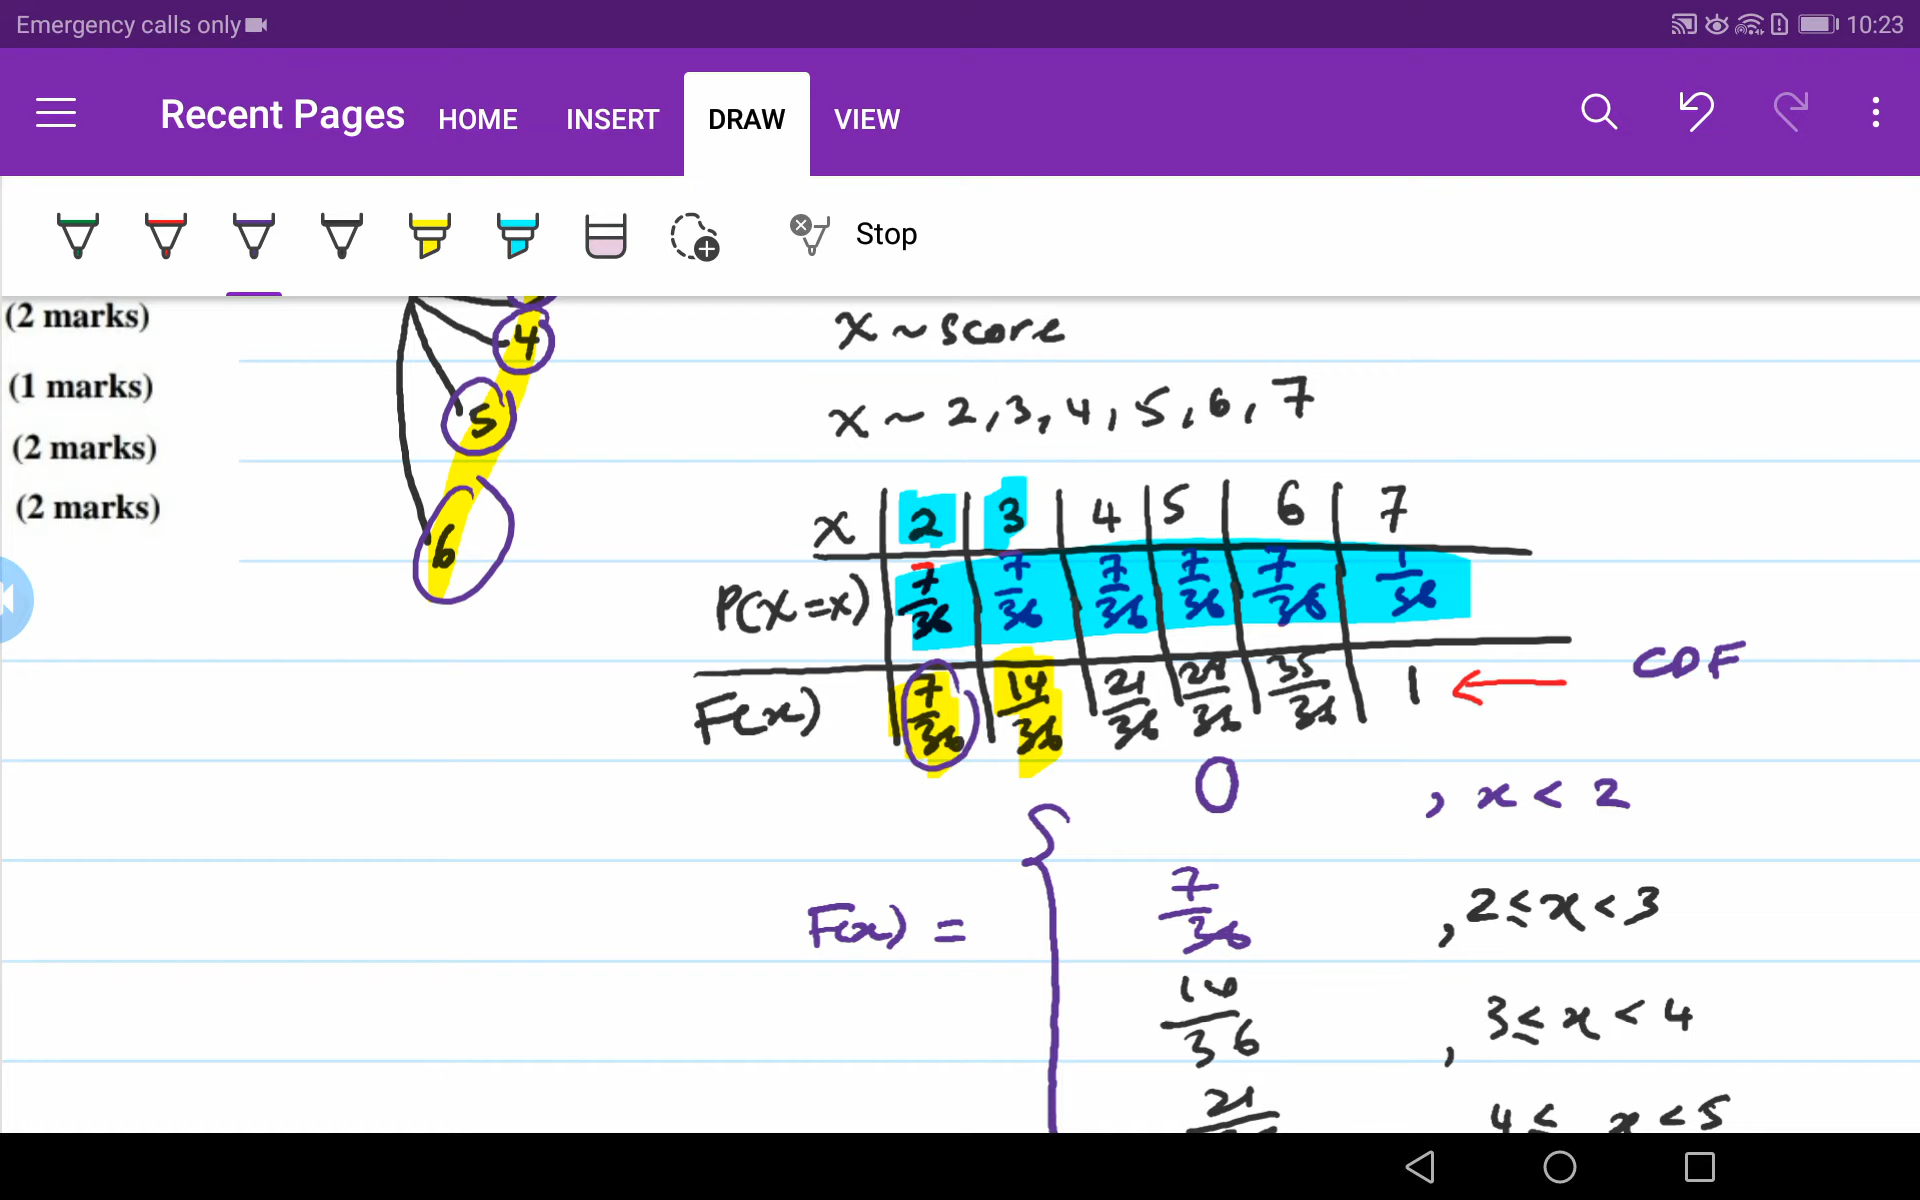 Emergency calls only 10:23
Recent Pages HOME INSERT DRAW VIEW
Stop
(2 marks)
(1 marks)
(2 marks)
(2 marks)
4
5
6
x ~ score
x ~ 2, 3, 4, 5, 6, 7
x 2 3 4 5 6 7
P(X=x) 7/36 7/36 7/36 7/36 7/36 1/36
F(x) 7/36 14/36 21/36 28/36 35/36 1 ← CDF
0 , x < 2
F(x) = { 7/36 , 2 ≤ x < 3
14/36 , 3 ≤ x < 4
21 4 ≤ x < 5